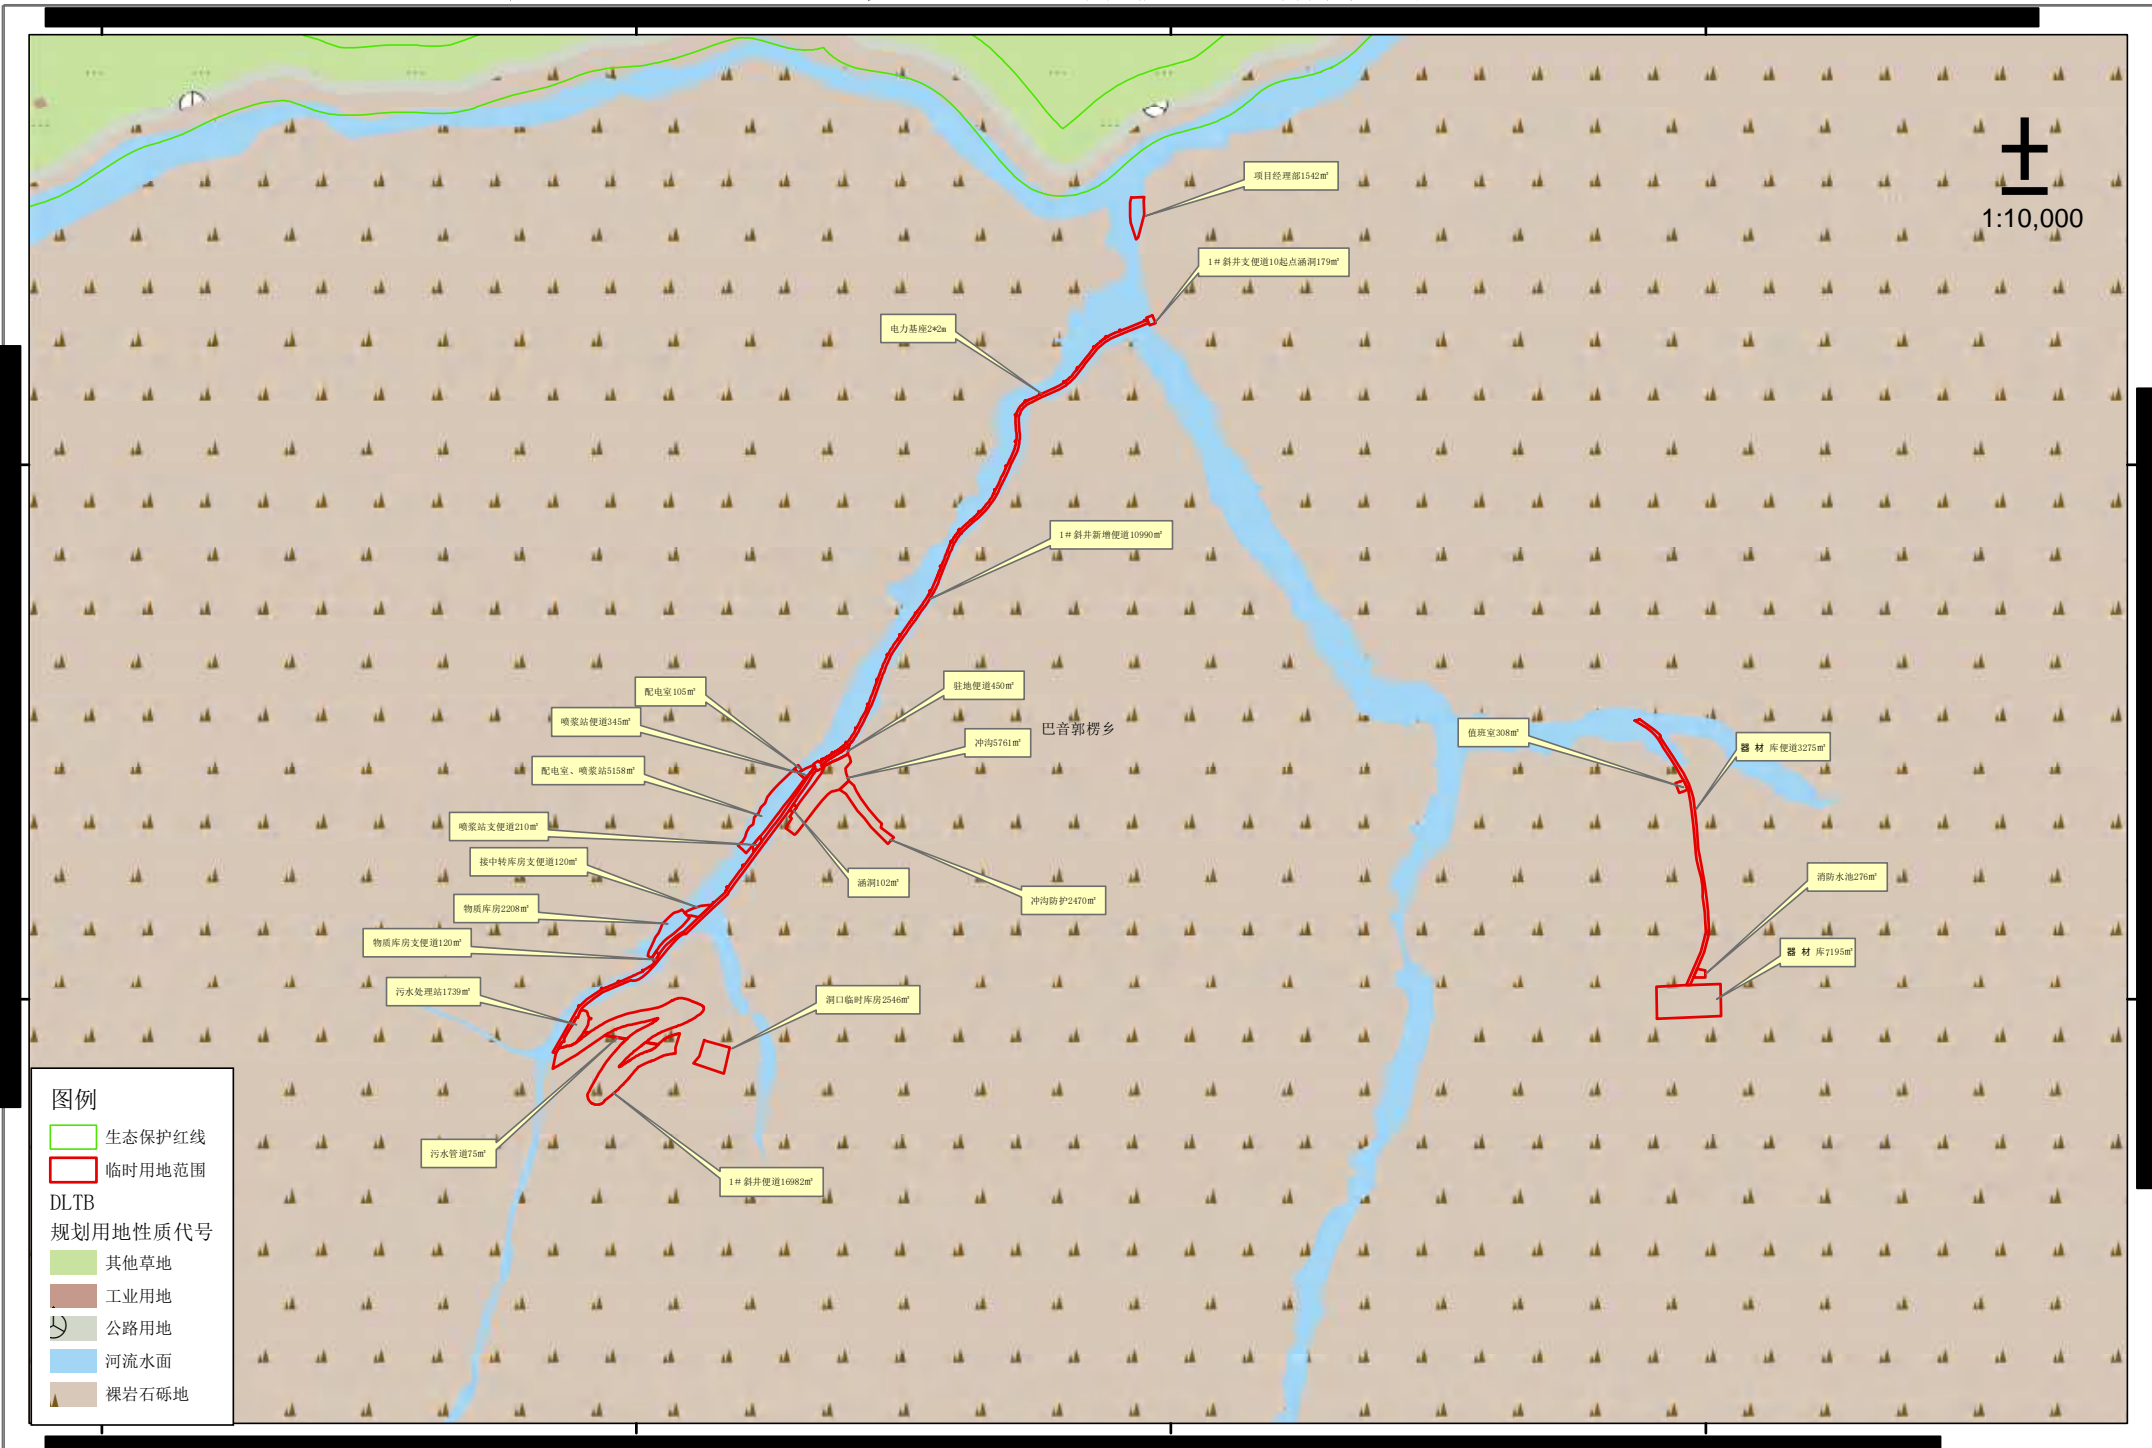 1:10,000
项目经理部1542㎡
1#斜井支便道10起点涵洞179㎡
电力基座2*2m
1#斜井新增便道10990㎡
配电室105㎡
驻地便道450㎡
喷浆站便道345㎡
巴音郭楞乡
冲沟5761㎡
值班室308㎡
器 材 库便道3275㎡
配电室、喷浆站5158㎡
喷浆站支便道210㎡
接中转库房支便道120㎡
涵洞102㎡
消防水池276㎡
冲沟防护2470㎡
物质库房2208㎡
物质库房支便道120㎡
器 材 库7195㎡
污水处理站1739㎡
洞口临时库房2546㎡
污水管道75㎡
1#斜井便道16982㎡
图例
生态保护红线
临时用地范围
DLTB
规划用地性质代号
其他草地
工业用地
公路用地
河流水面
裸岩石砾地